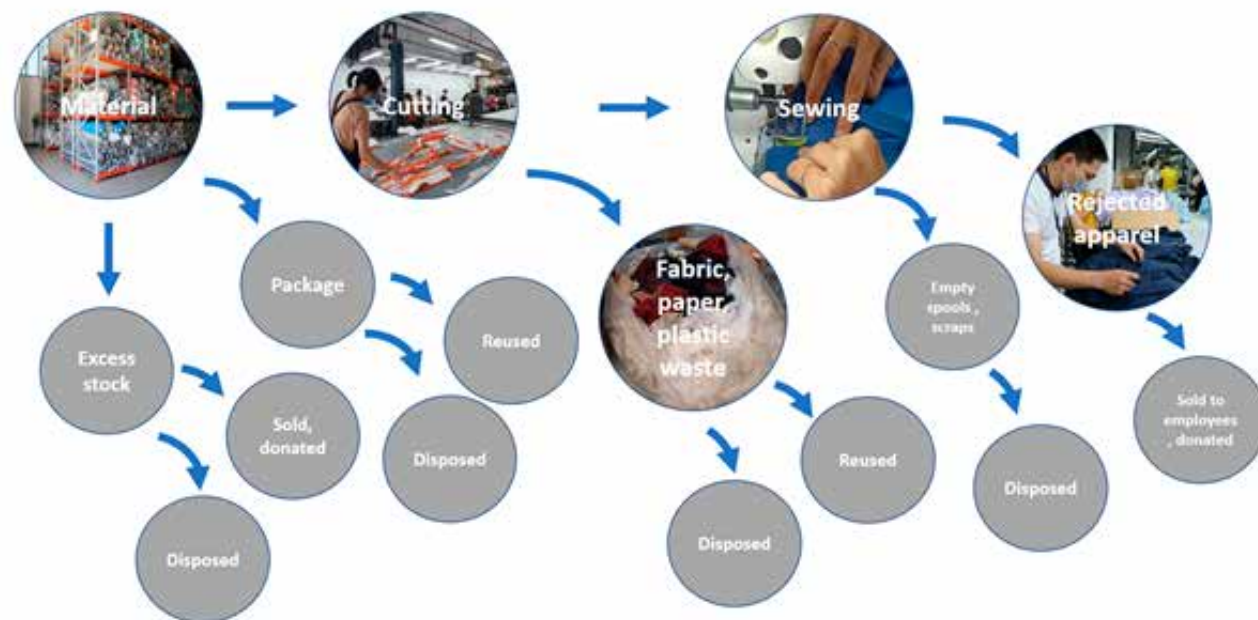 Material
Cutting
Sewing
Rejected
apparel
Package
Fabric,
paper,
plastic
waste
Empty
spools ,
scraps
Reused
Excess
stock
Sold,
donated
Disposed
Sold to
employees
, donated
Reused
Disposed
Disposed
Disposed